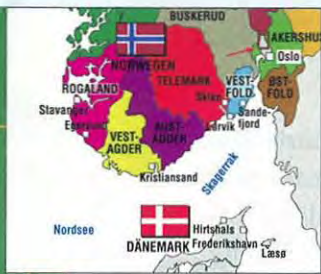 BUSKERUD
AKERSHUS
Oslo
NORWEGEN
TELEMARK
ROGALAND
VEST-
FOLD
ØST-
FOLD
Skien
Stavanger
Sande-
fjord
Egersund
AUST-
AGDER
Larvik
VEST-
AGDER
Kristiansand
Skagerrak
Nordsee
Hirtshals
DÄNEMARK
Frederikshavn
Læsø